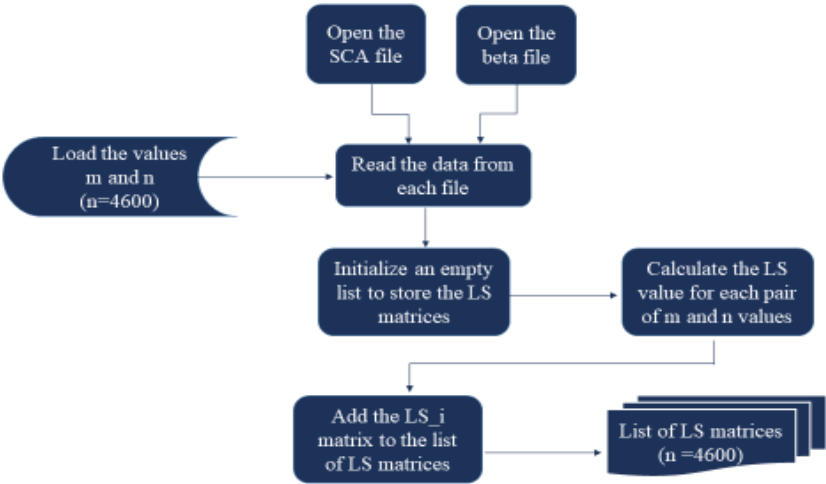 Open the
SCA file
Open the
beta file
Load the values
m and n
(n=4600)
Read the data from
each file
Initialize an empty
list to store the LS
matrices
Calculate the LS
value for each pair
of m and n values
Add the LS_i
matrix to the list
of LS matrices
List of LS matrices
(n =4600)